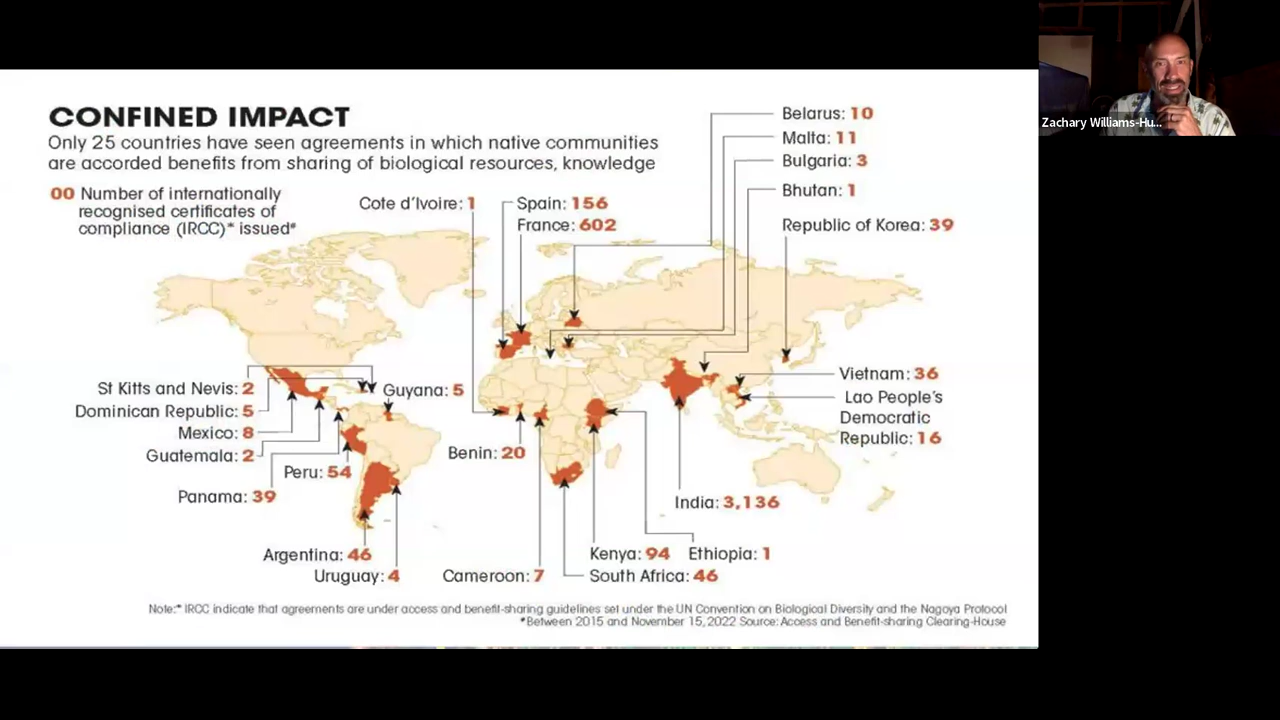 CONFINED IMPACT
Only 25 countries have seen agreements in which native communities
are accorded benefits from sharing of biological resources, knowledge
00 Number of internationally
recognised certificates of
compliance (IRCC)* issued#
Cote d'Ivoire: 1
Spain: 156
France: 602
Belarus: 10
Malta: 11
Bulgaria: 3
Bhutan: 1
Republic of Korea: 39
St Kitts and Nevis: 2
Dominican Republic: 5
Mexico: 8
Guatemala: 2
Panama: 39
Guyana: 5
Peru: 54
Argentina: 46
Uruguay: 4
Benin: 20
Cameroon: 7
Kenya: 94
Ethiopia: 1
South Africa: 46
India: 3,136
Vietnam: 36
Lao People's
Democratic
Republic: 16
Note:* IRCC indicate that agreements are under access and benefit-sharing guidelines set under the UN Convention on Biological Diversity and the Nagoya Protocol
#Between 2015 and November 15, 2022 Source: Access and Benefit-sharing Clearing-House
Zachary Williams-Hu...